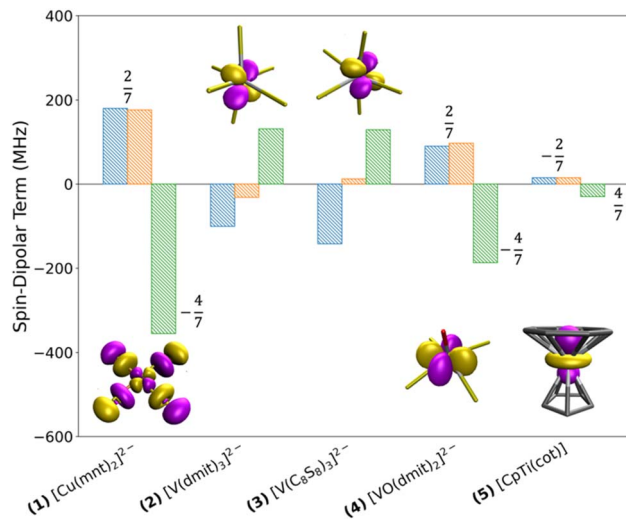 400
200
0
−200
−400
−600
Spin-Dipolar Term (MHz)
2/7
−4/7
2/7
−4/7
−2/7
4/7
(1) [Cu(mnt)₂]²⁻
(2) [V(dmit)₃]²⁻
(3) [V(C₈S₈)₃]²⁻
(4) [VO(dmit)₂]²⁻
(5) [CpTi(cot)]